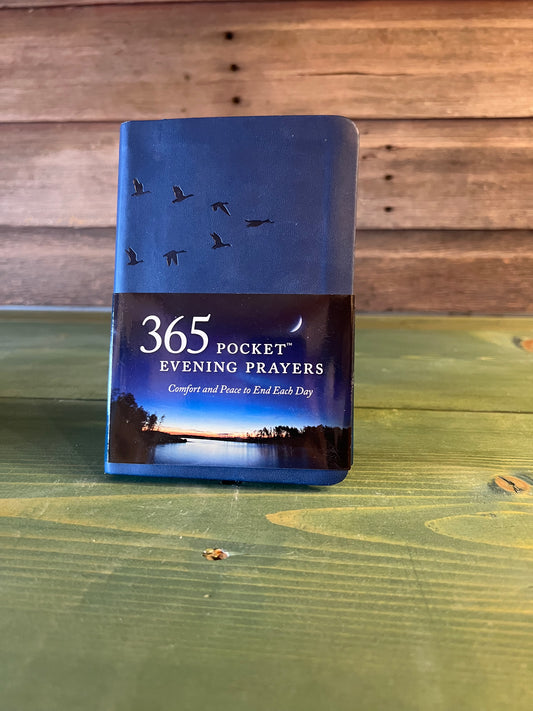 365 POCKET™
EVENING PRAYERS
Comfort and Peace to End Each Day